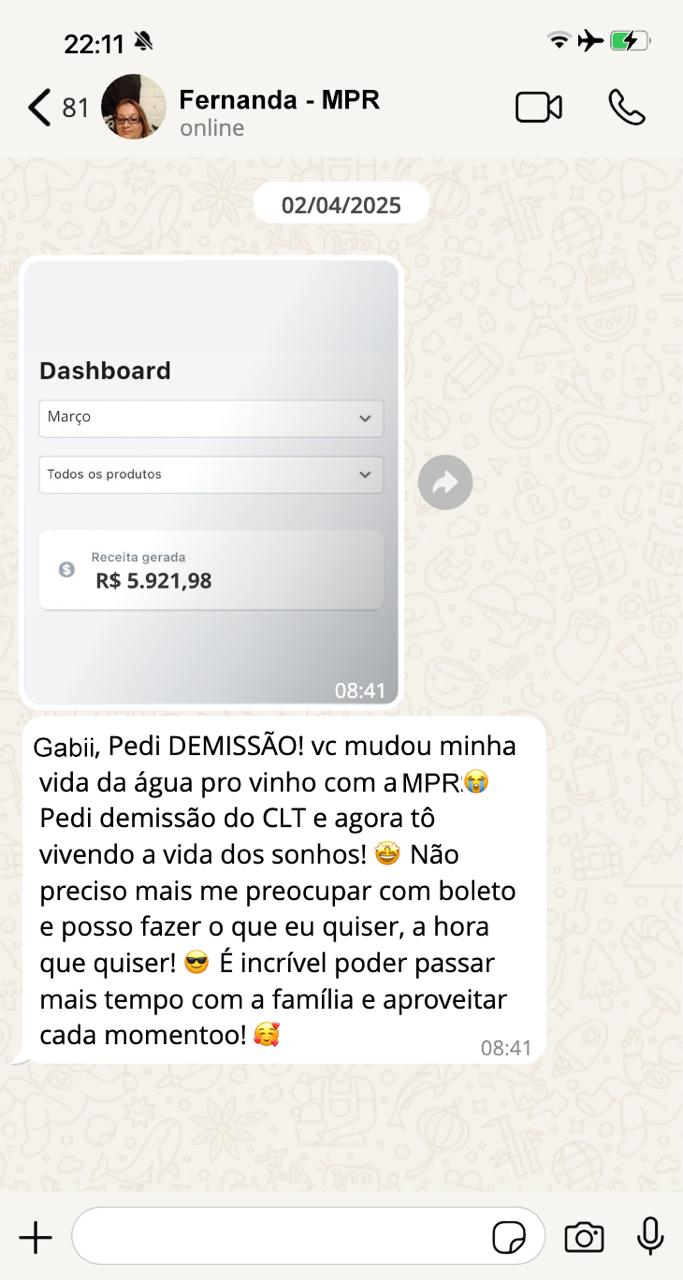 22:11
81
Fernanda - MPR
online
02/04/2025
Dashboard
Março
Todos os produtos
Receita gerada
R$ 5.921,98
08:41
Gabii, Pedi DEMISSÃO! vc mudou minha
vida da água pro vinho com a MPR.😭
Pedi demissão do CLT e agora tô
vivendo a vida dos sonhos! 🤩 Não
preciso mais me preocupar com boleto
e posso fazer o que eu quiser, a hora
que quiser! 😎 É incrível poder passar
mais tempo com a família e aproveitar
cada momentoo! 🥰
08:41